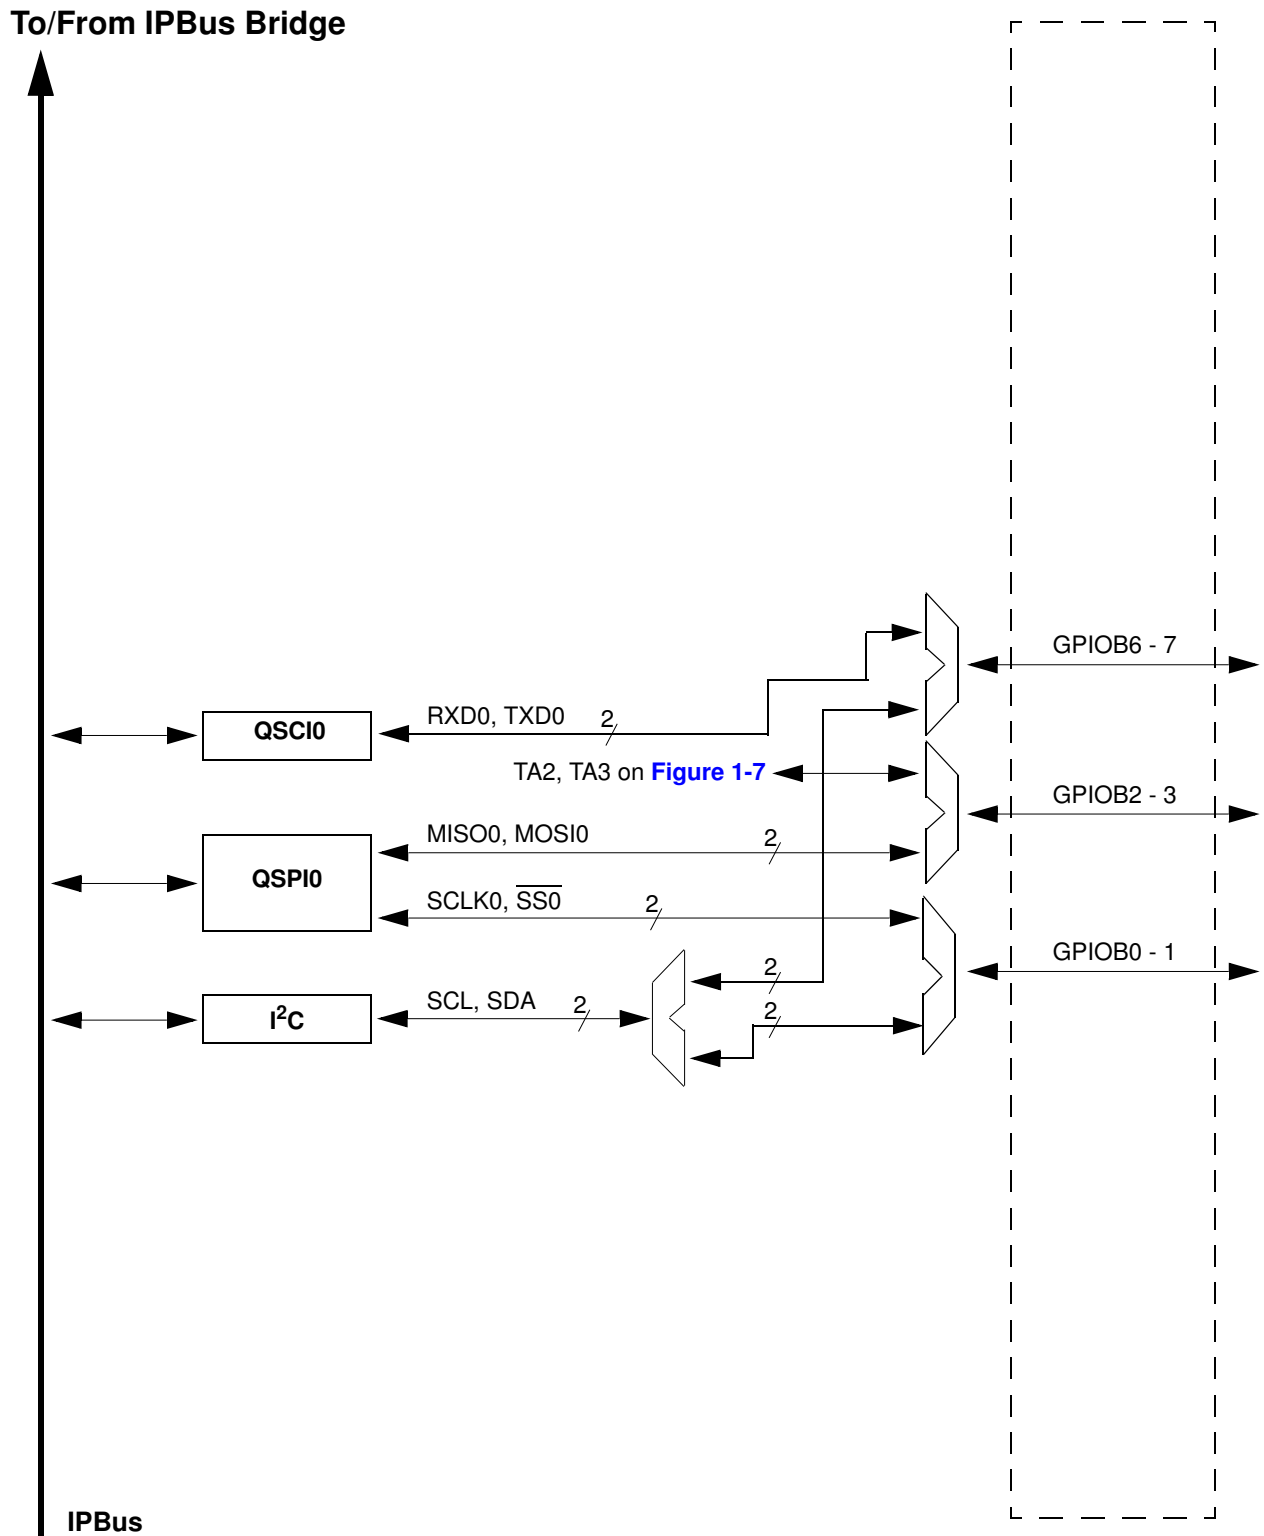 To/From IPBus Bridge
GPIOB6 - 7
RXD0, TXD0 2
QSCI0
TA2, TA3 on Figure 1-7
GPIOB2 - 3
MISO0, MOSI0 2
QSPI0
SCLK0, S̅S̅0̅ 2
GPIOB0 - 1
2
SCL, SDA 2
2
I²C
IPBus